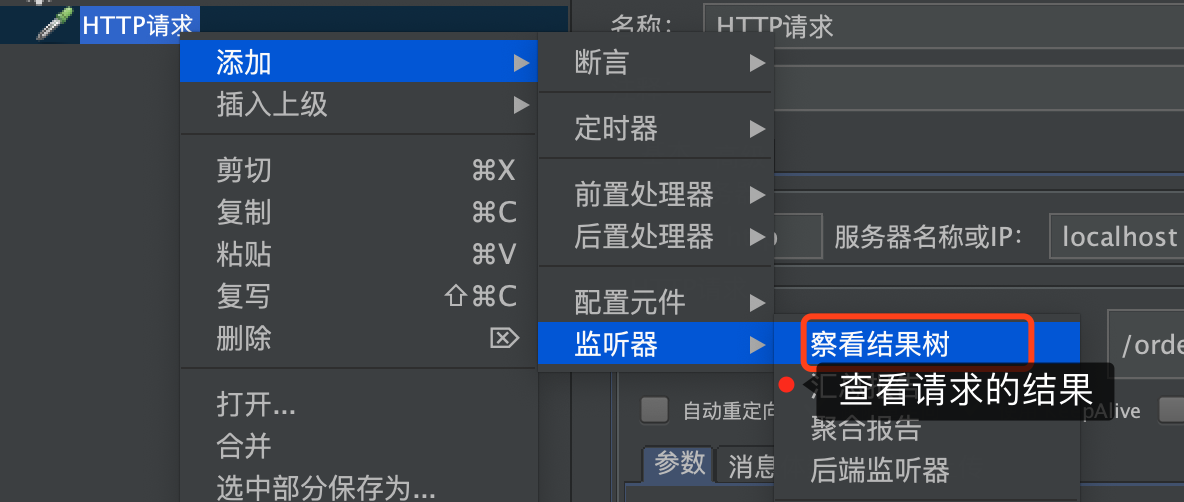 HTTP请求
名称：
HTTP请求
添加
插入上级
剪切 ⌘X
复制 ⌘C
粘贴 ⌘V
复写 ⇧⌘C
删除 ⌦
打开...
合并
选中部分保存为...
断言
定时器
前置处理器
后置处理器
配置元件
监听器
服务器名称或IP：
localhost
察看结果树
查看请求的结果
聚合报告
后端监听器
/orde
自动重定向
pAlive
参数
消息